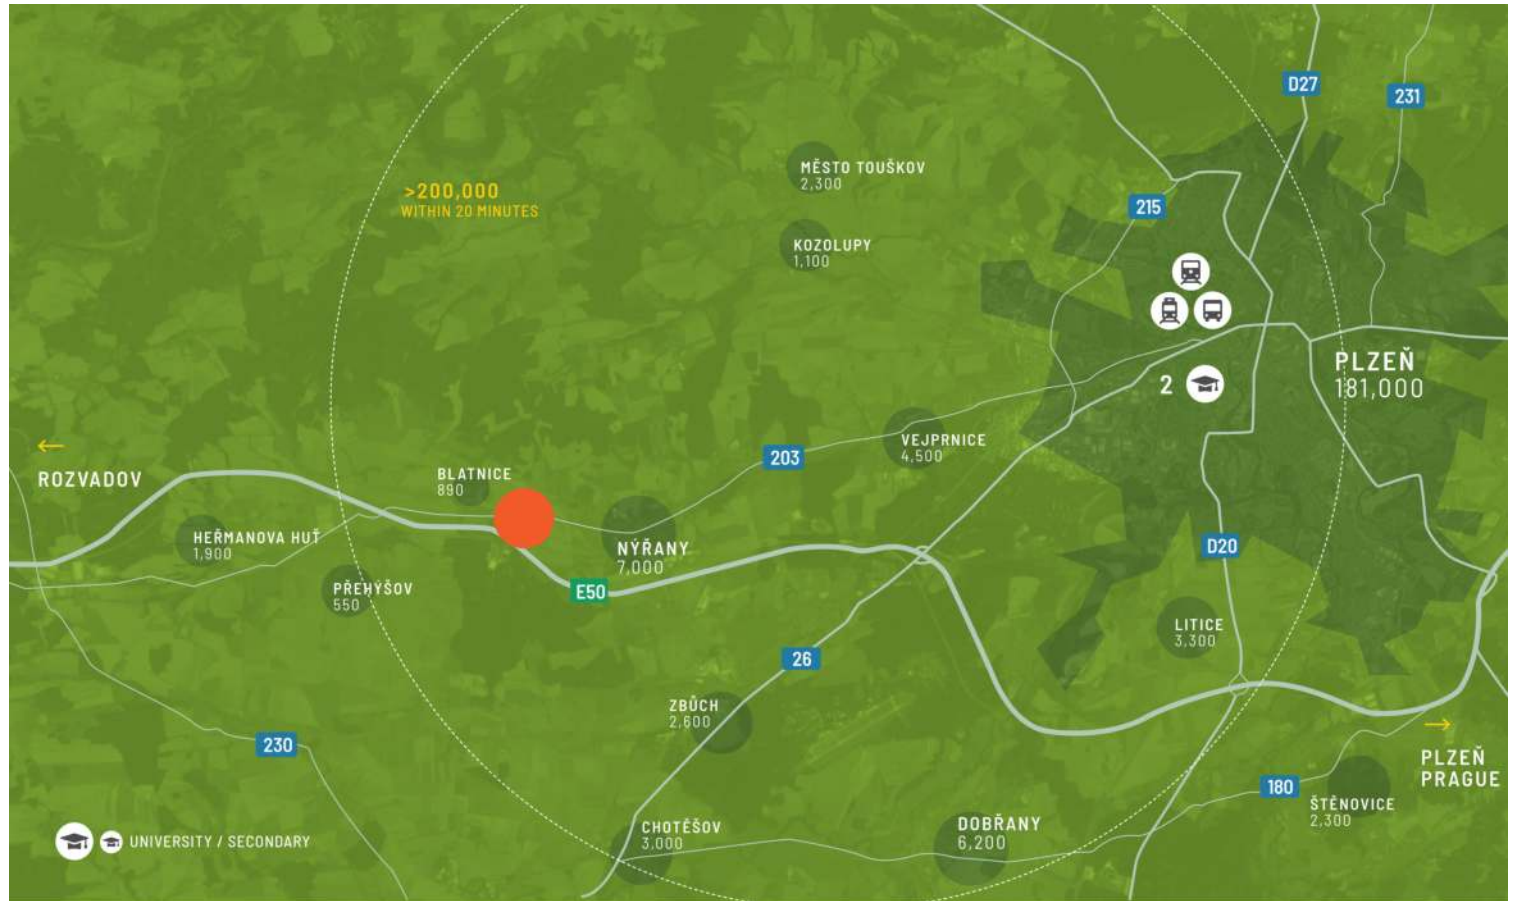 D27
231
MĚSTO TOUŠKOV
2,300
>200,000
WITHIN 20 MINUTES
215
KOZOLUPY
1,100
PLZEŇ
181,000
2
VEJPRNICE
4,500
203
ROZVADOV
BLATNICE
890
HEŘMANOVA HUŤ
1,900
NÝŘANY
7,000
D20
PŘEHÝŠOV
550
E50
LITICE
3,300
26
ZBŮCH
2,600
230
PLZEŇ
PRAGUE
180
ŠTĚNOVICE
2,300
CHOTĚŠOV
3.000
DOBŘANY
6,200
UNIVERSITY / SECONDARY